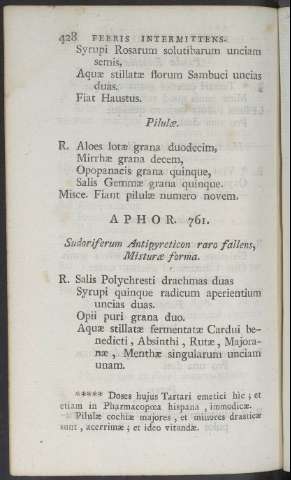 428 FEBRIS INTERMITTENS.
Syrupi Rosarum solutibarum unciam
semis,
Aquæ stillatæ florum Sambuci uncias
duas.
Fiat Haustus.
Pilulæ.
R. Aloes lotæ grana duodecim,
Mirrhæ grana decem,
Opopanacis grana quinque,
Salis Gemmæ grana quinque.
Misce. Fiant pilulæ numero novem.
APHOR. 761.
Sudoriferum Antipyreticon raro fallens,
Misturæ forma.
R. Salis Polychresti drachmas duas
Syrupi quinque radicum aperientium
uncias duas.
Opii puri grana duo.
Aquæ stillatæ fermentatæ Cardui be-
nedicti, Absinthi, Rutæ, Majora-
næ, Menthæ singularum unciam
unam.
***** Doses hujus Tartari emetici hic; et
etiam in Pharmacopœa hispana, immodicæ.
Pilulæ cochiæ majores, et minores drasticæ
sunt, acerrimæ; et ideo vitandæ.